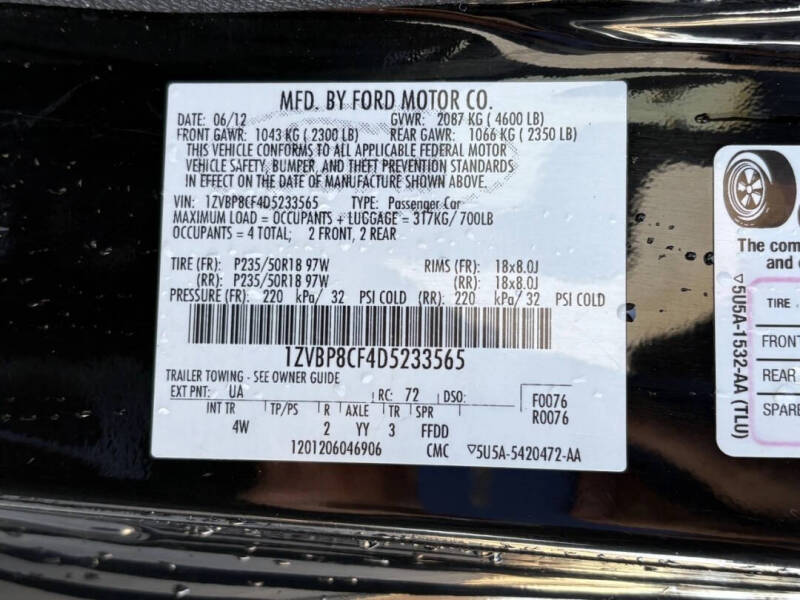 MFD. BY FORD MOTOR CO.
DATE: 06/12 GVWR: 2087 KG ( 4600 LB)
FRONT GAWR: 1043 KG ( 2300 LB) REAR GAWR: 1066 KG ( 2350 LB)
THIS VEHICLE CONFORMS TO ALL APPLICABLE FEDERAL MOTOR
VEHICLE SAFETY, BUMPER, AND THEFT PREVENTION STANDARDS
IN EFFECT ON THE DATE OF MANUFACTURE SHOWN ABOVE.
VIN: 1ZVBP8CF4D5233565 TYPE: Passenger Car
MAXIMUM LOAD = OCCUPANTS + LUGGAGE = 317KG/ 700LB
OCCUPANTS = 4 TOTAL; 2 FRONT, 2 REAR
TIRE (FR): P235/50R18 97W RIMS (FR): 18x8.0J
(RR): P235/50R18 97W (RR): 18x8.0J
PRESSURE (FR): 220 kPa/ 32 PSI COLD (RR): 220 kPa/ 32 PSI COLD
1ZVBP8CF4D5233565
TRAILER TOWING - SEE OWNER GUIDE
EXT PNT: UA RC: 72 DSO:
F0076
R0076
INT TR TP/PS R AXLE TR SPR
4W 2 YY 3 FFDD
1201206046906 CMC ▽5U5A-5420472-AA
The com
and c
▽5U5A-1532-AA (TLU)
TIRE
FRONT
REAR
SPARE